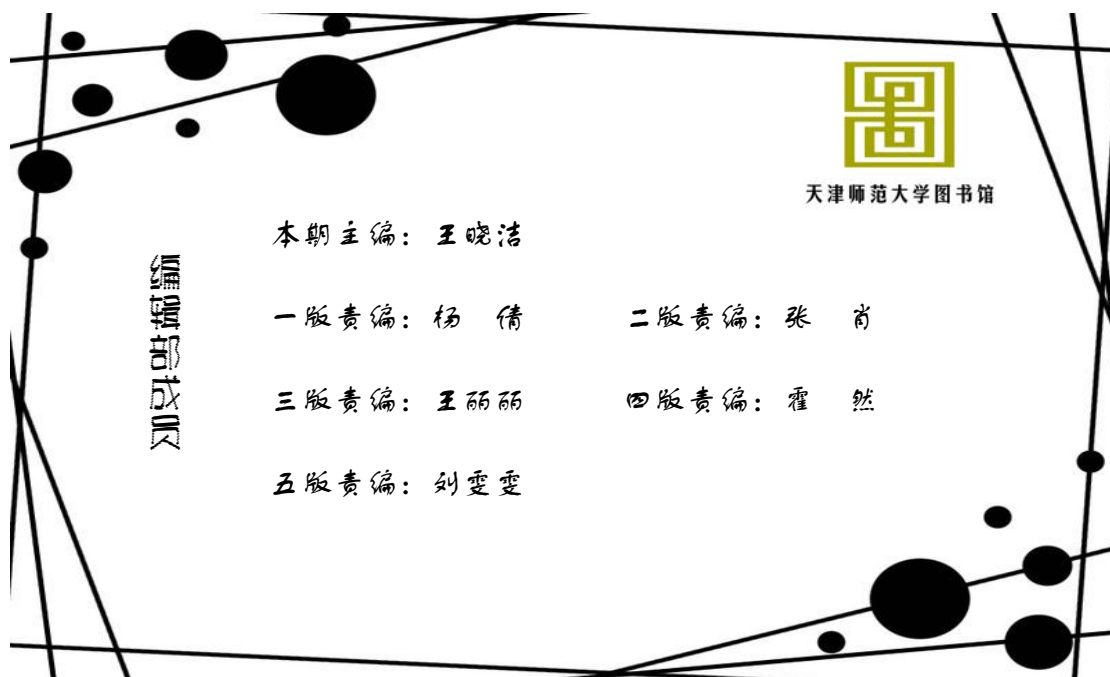 天津师范大学图书馆
编辑部成员
本期主编：王晓洁
一版责编：杨　倩　　二版责编：张　肖
三版责编：王丽丽　　四版责编：霍　然
五版责编：刘雯雯